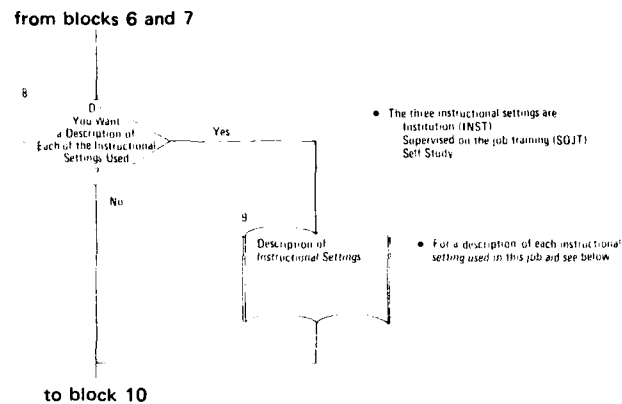 from blocks 6 and 7
8
Do
You Want
a Description of
Each of the Instructional
Settings Used
?
Yes
No
• The three instructional settings are
Institution (INST)
Supervised on the job training (SOJT)
Self Study
9
Description of
Instructional Settings
• For a description of each instructional
setting used in this job aid see below
to block 10